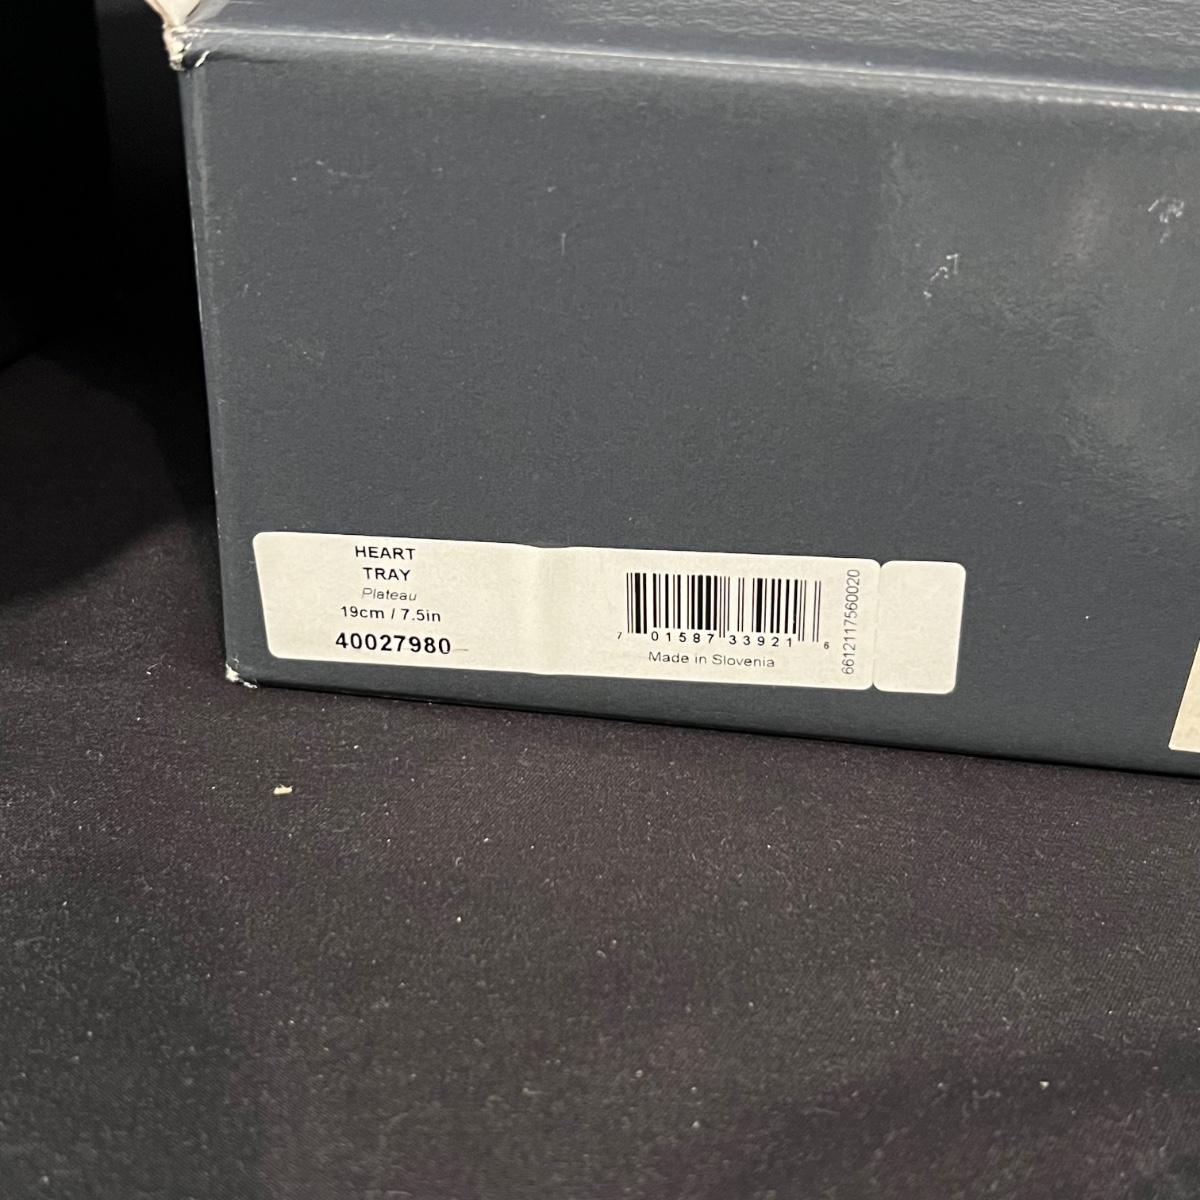 HEART
TRAY
Plateau
19cm / 7.5in
40027980
7 01587 33921 6
Made in Slovenia
6612117560020